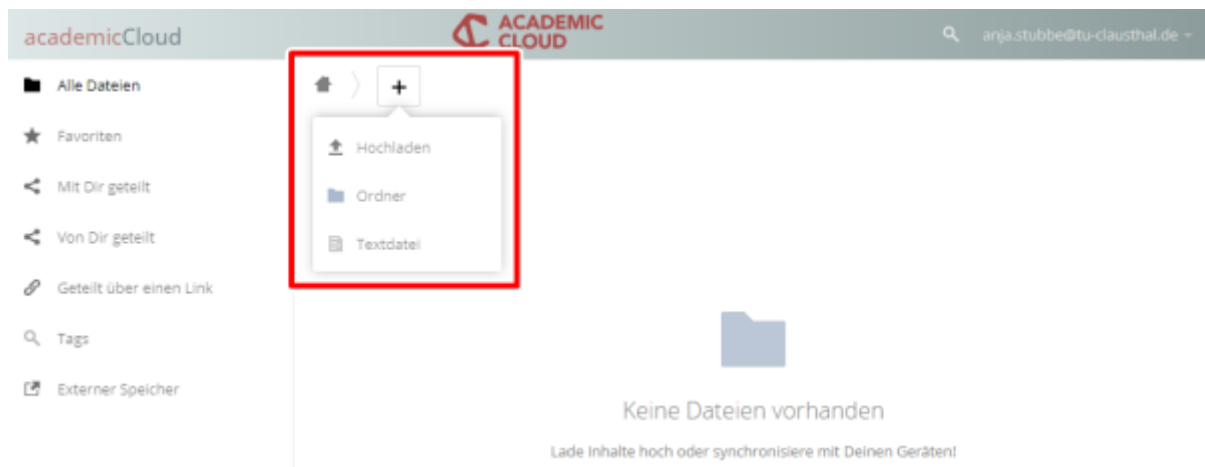 academicCloud
ACADEMIC
CLOUD
anja.stubbe@tu-clausthal.de
Alle Dateien
Favoriten
Mit Dir geteilt
Von Dir geteilt
Geteilt über einen Link
Tags
Externer Speicher
+
Hochladen
Ordner
Textdatei
Keine Dateien vorhanden
Lade Inhalte hoch oder synchronisiere mit Deinen Geräten!